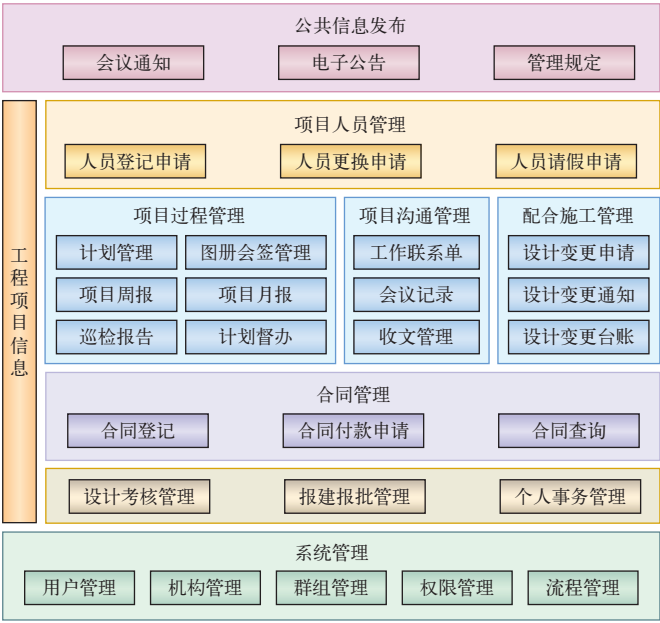 公共信息发布
会议通知
电子公告
管理规定
工程项目信息
项目人员管理
人员登记申请
人员更换申请
人员请假申请
项目过程管理
计划管理
图册会签管理
项目周报
项目月报
巡检报告
计划督办
项目沟通管理
工作联系单
会议记录
收文管理
配合施工管理
设计变更申请
设计变更通知
设计变更台账
合同管理
合同登记
合同付款申请
合同查询
设计考核管理
报建报批管理
个人事务管理
系统管理
用户管理
机构管理
群组管理
权限管理
流程管理